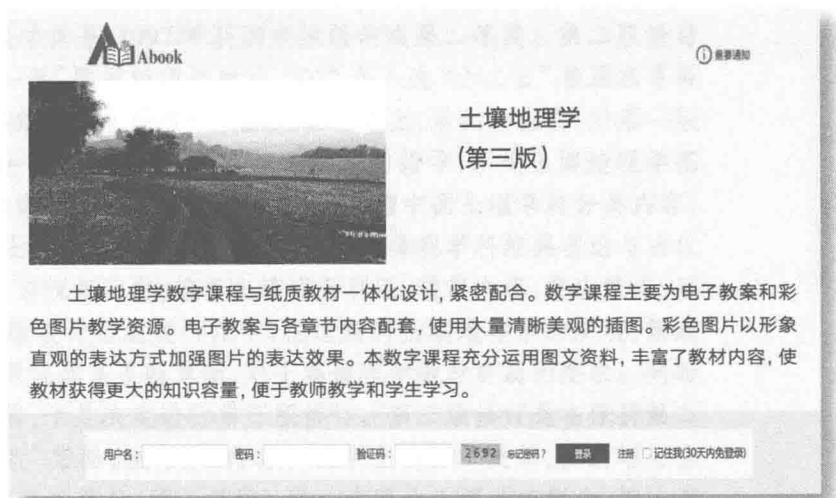 Abook
重要通知
土壤地理学
(第三版)
土壤地理学数字课程与纸质教材一体化设计，紧密配合。数字课程主要为电子教案和彩
色图片教学资源。电子教案与各章节内容配套，使用大量清晰美观的插图。彩色图片以形象
直观的表达方式加强图片的表达效果。本数字课程充分运用图文资料，丰富了教材内容，使
教材获得更大的知识容量，便于教师教学和学生学习。
用户名： 密码： 验证码： 2692 忘记密码？ 登录 注册 记住我(30天内免登录)